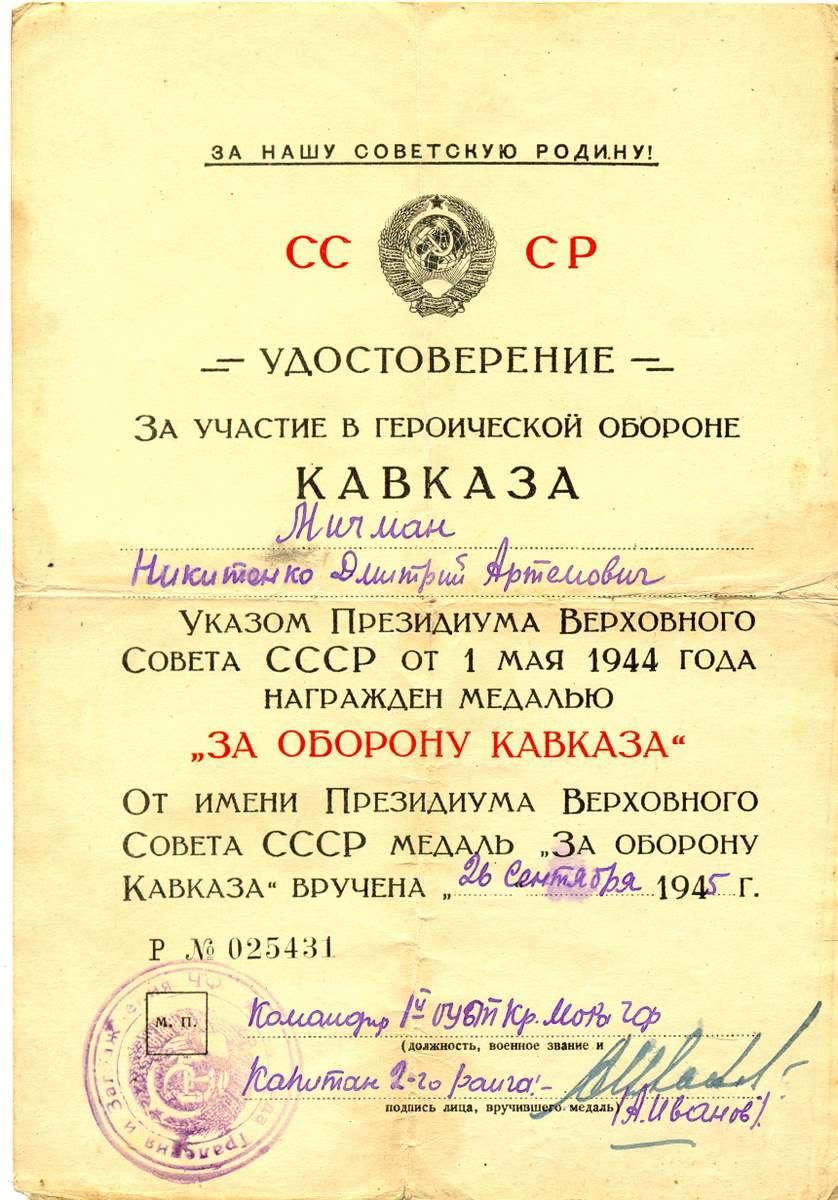 ЗА НАШУ СОВЕТСКУЮ РОДИНУ!
СС СР
УДОСТОВЕРЕНИЕ
ЗА УЧАСТИЕ В ГЕРОИЧЕСКОЙ ОБОРОНЕ
КАВКАЗА
Мичман
Никитенко Дмитрий Артемович
УКАЗОМ ПРЕЗИДИУМА ВЕРХОВНОГО
СОВЕТА СССР ОТ 1 МАЯ 1944 ГОДА
НАГРАЖДЕН МЕДАЛЬЮ
„ЗА ОБОРОНУ КАВКАЗА“
ОТ ИМЕНИ ПРЕЗИДИУМА ВЕРХОВНОГО
СОВЕТА СССР МЕДАЛЬ „ЗА ОБОРОНУ
КАВКАЗА“ ВРУЧЕНА „26 Сентября 1945 Г.
Р № 025431
М. П.
Командир 1й
(должность, военное звание и
Капитан 2-го ранга
подпись лица, вручившего медаль)
(А. Иванов)